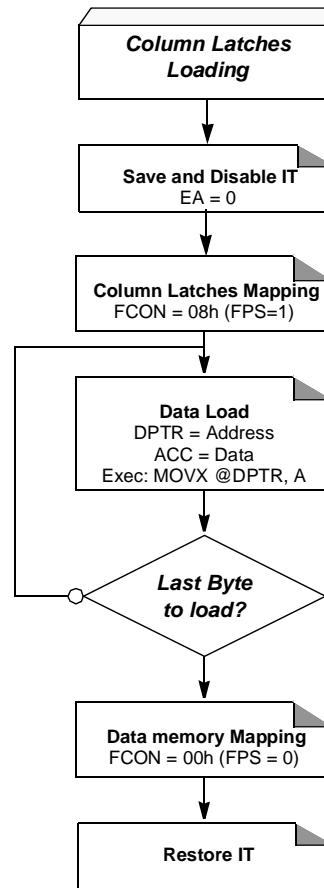 Column Latches
Loading
Save and Disable IT
EA = 0
Column Latches Mapping
FCON = 08h (FPS=1)
Data Load
DPTR = Address
ACC = Data
Exec: MOVX @DPTR, A
Last Byte
to load?
Data memory Mapping
FCON = 00h (FPS = 0)
Restore IT